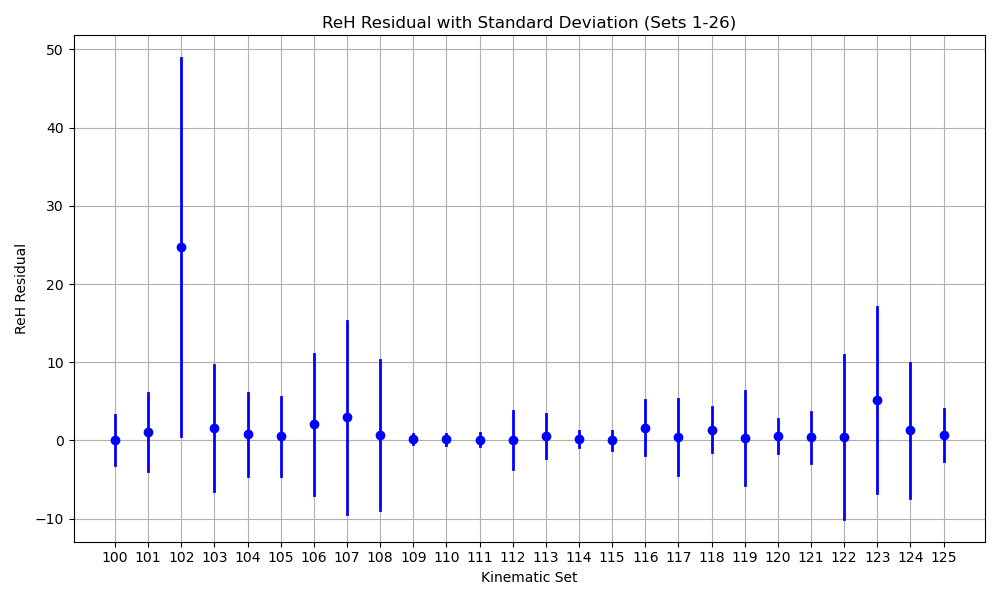 ReH Residual with Standard Deviation (Sets 1-26)
ReH Residual
50
40
30
20
10
0
−10
100 101 102 103 104 105 106 107 108 109 110 111 112 113 114 115 116 117 118 119 120 121 122 123 124 125
Kinematic Set